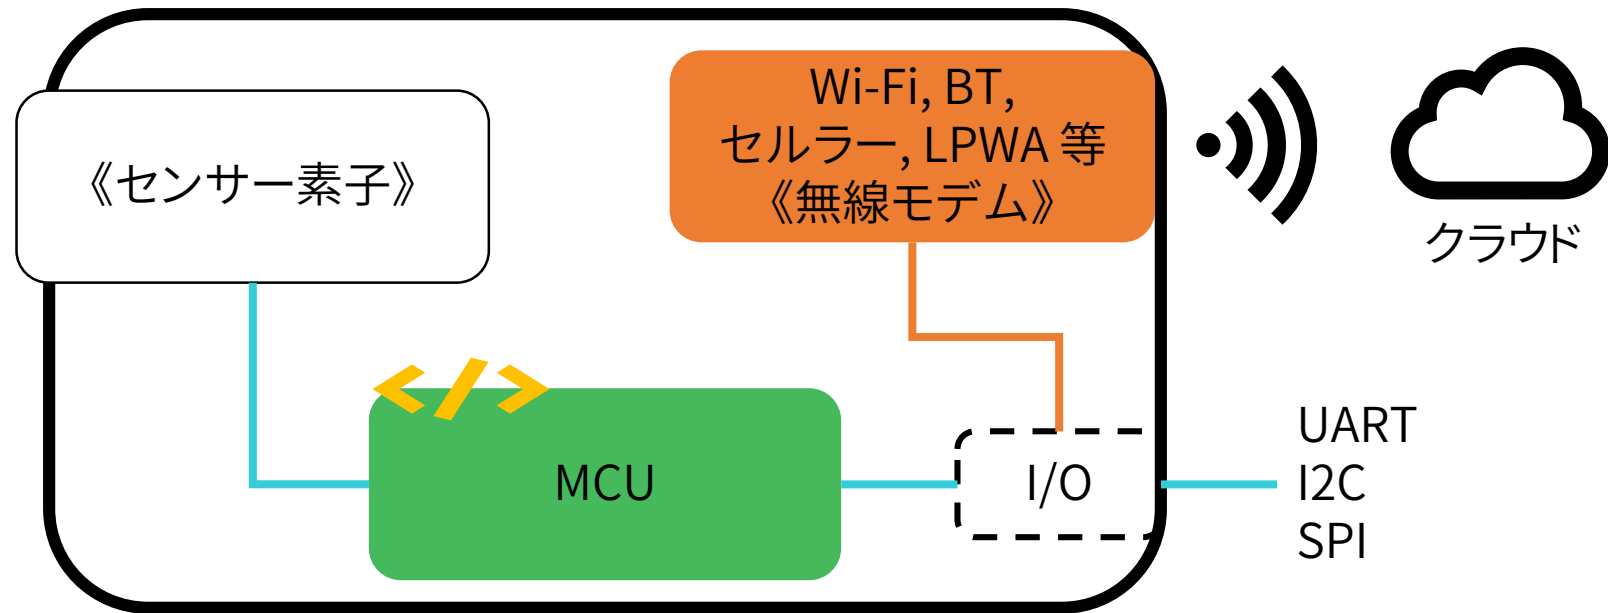 《センサー素子》
Wi-Fi, BT,
セルラー, LPWA 等
《無線モデム》
クラウド
</>
MCU
I/O
UART
I2C
SPI